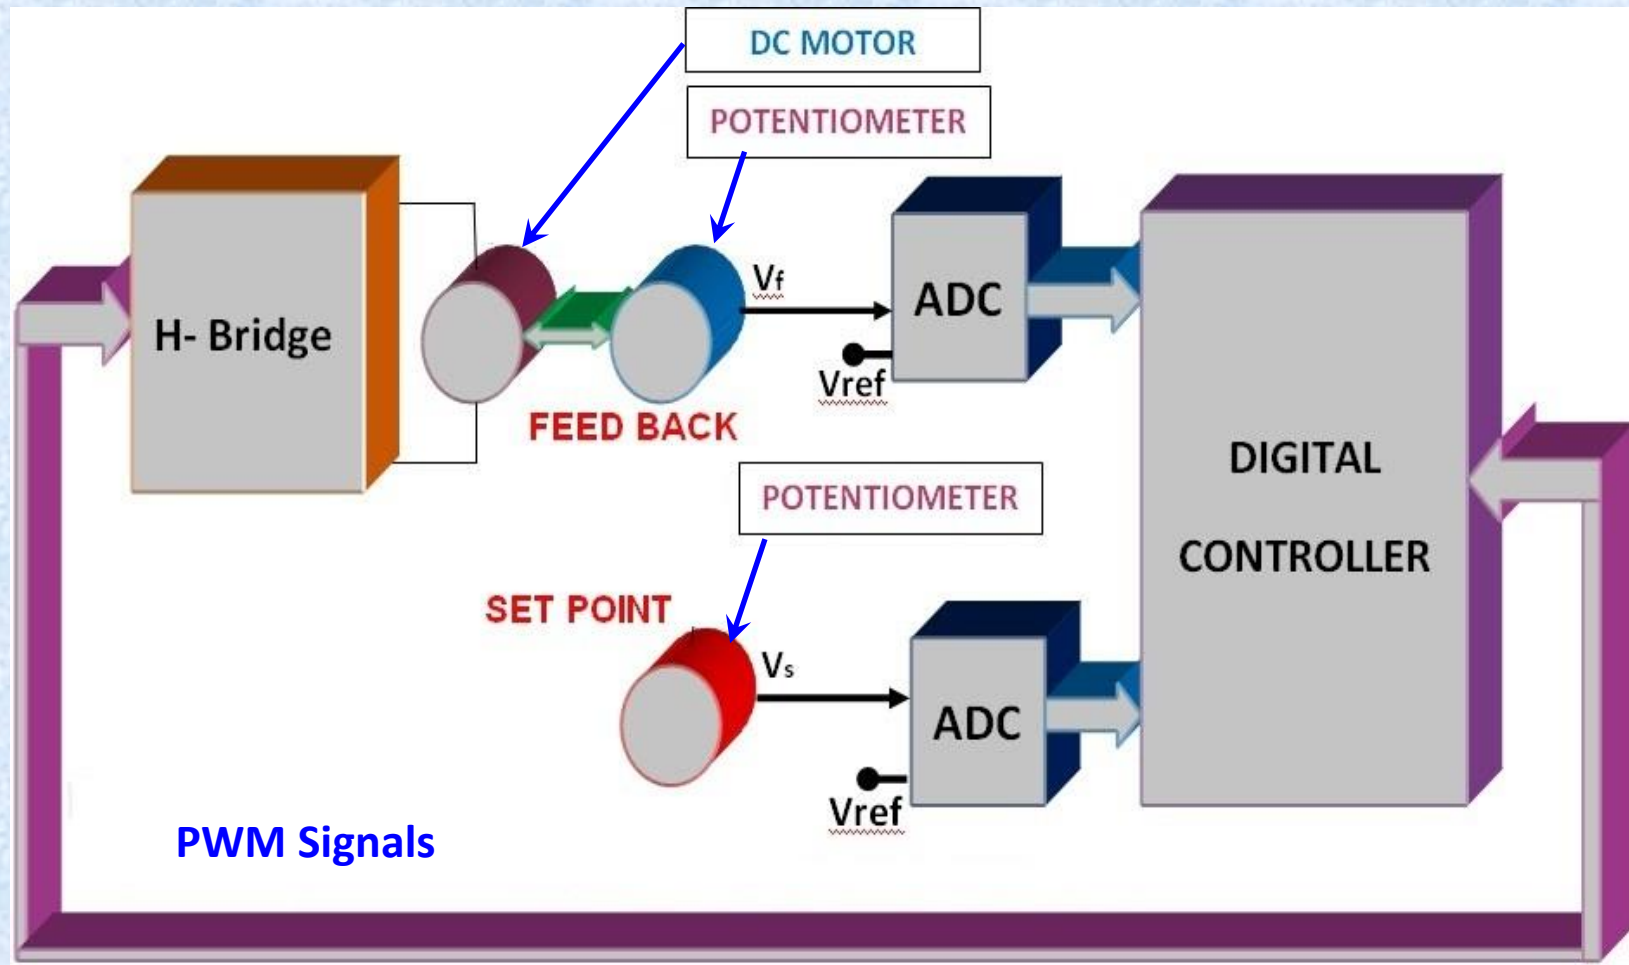 DC MOTOR
POTENTIOMETER
H- Bridge
Vf
ADC
Vref
FEED BACK
POTENTIOMETER
DIGITAL
CONTROLLER
SET POINT
Vs
ADC
Vref
PWM Signals